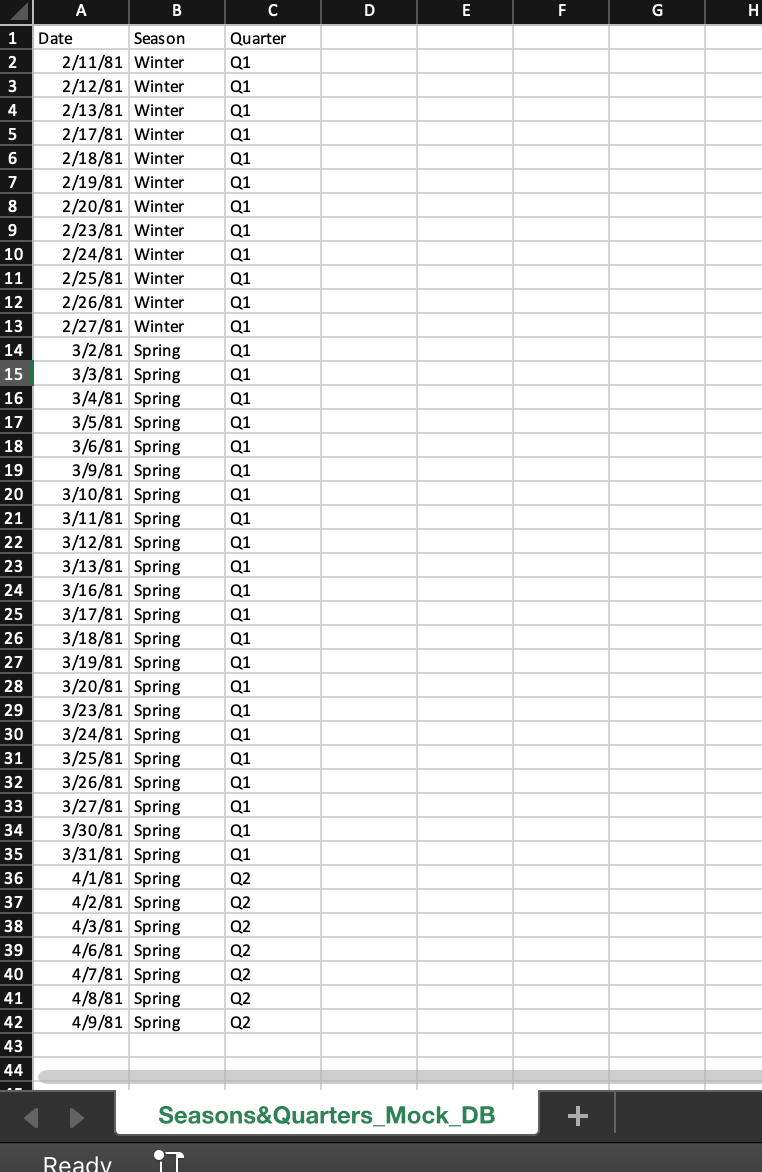 A B C D E F G H
1 Date Season Quarter
2 2/11/81 Winter Q1
3 2/12/81 Winter Q1
4 2/13/81 Winter Q1
5 2/17/81 Winter Q1
6 2/18/81 Winter Q1
7 2/19/81 Winter Q1
8 2/20/81 Winter Q1
9 2/23/81 Winter Q1
10 2/24/81 Winter Q1
11 2/25/81 Winter Q1
12 2/26/81 Winter Q1
13 2/27/81 Winter Q1
14 3/2/81 Spring Q1
15 3/3/81 Spring Q1
16 3/4/81 Spring Q1
17 3/5/81 Spring Q1
18 3/6/81 Spring Q1
19 3/9/81 Spring Q1
20 3/10/81 Spring Q1
21 3/11/81 Spring Q1
22 3/12/81 Spring Q1
23 3/13/81 Spring Q1
24 3/16/81 Spring Q1
25 3/17/81 Spring Q1
26 3/18/81 Spring Q1
27 3/19/81 Spring Q1
28 3/20/81 Spring Q1
29 3/23/81 Spring Q1
30 3/24/81 Spring Q1
31 3/25/81 Spring Q1
32 3/26/81 Spring Q1
33 3/27/81 Spring Q1
34 3/30/81 Spring Q1
35 3/31/81 Spring Q1
36 4/1/81 Spring Q2
37 4/2/81 Spring Q2
38 4/3/81 Spring Q2
39 4/6/81 Spring Q2
40 4/7/81 Spring Q2
41 4/8/81 Spring Q2
42 4/9/81 Spring Q2
43
44
Seasons&Quarters_Mock_DB
Ready